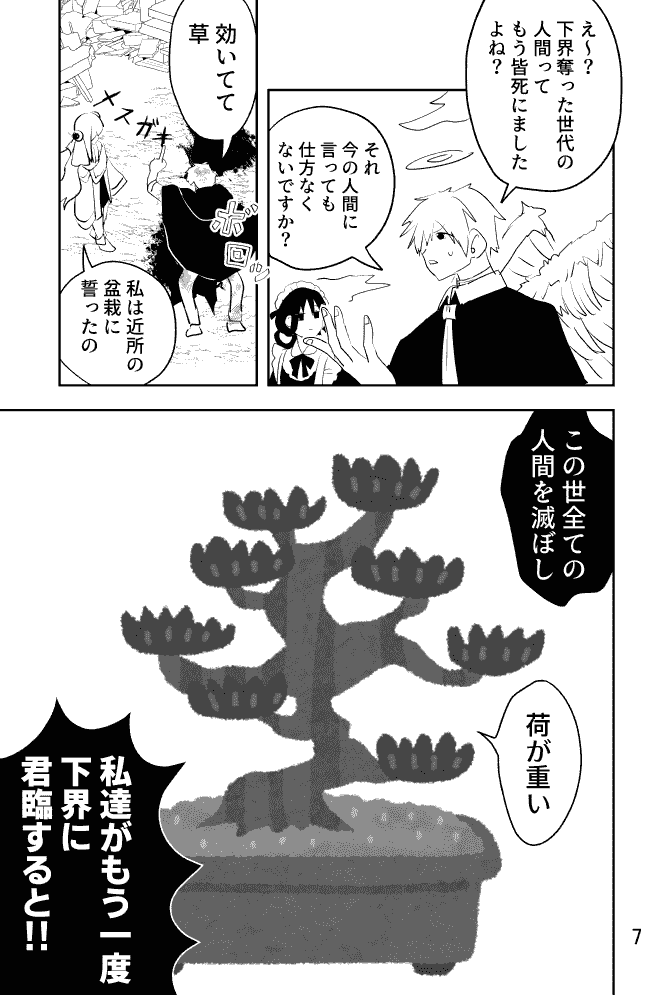 え～？
下界奪った世代の
人間って
もう皆死にました
よね？
それ
今の人間に
言っても
仕方なく
ないですか？
効いてて
草
メスガキ
ボロ
私は近所の
盆栽に
誓ったの
この世全ての
人間を滅ぼし
荷が重い
私達がもう一度
下界に
君臨すると!!
7